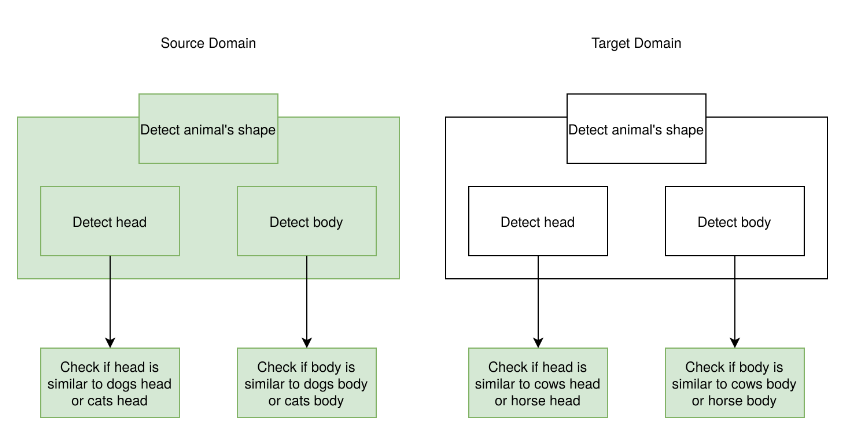 Source Domain
Target Domain
Detect animal's shape
Detect head
Detect body
Check if head is
similar to dogs head
or cats head
Check if body is
similar to dogs body
or cats body
Detect animal's shape
Detect head
Detect body
Check if head is
similar to cows head
or horse head
Check if body is
similar to cows body
or horse body